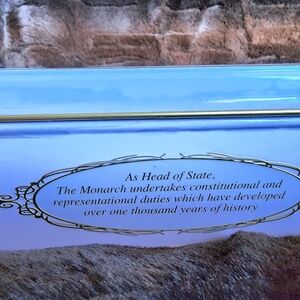 As Head of State,
The Monarch undertakes constitutional and
representational duties which have developed
over one thousand years of history